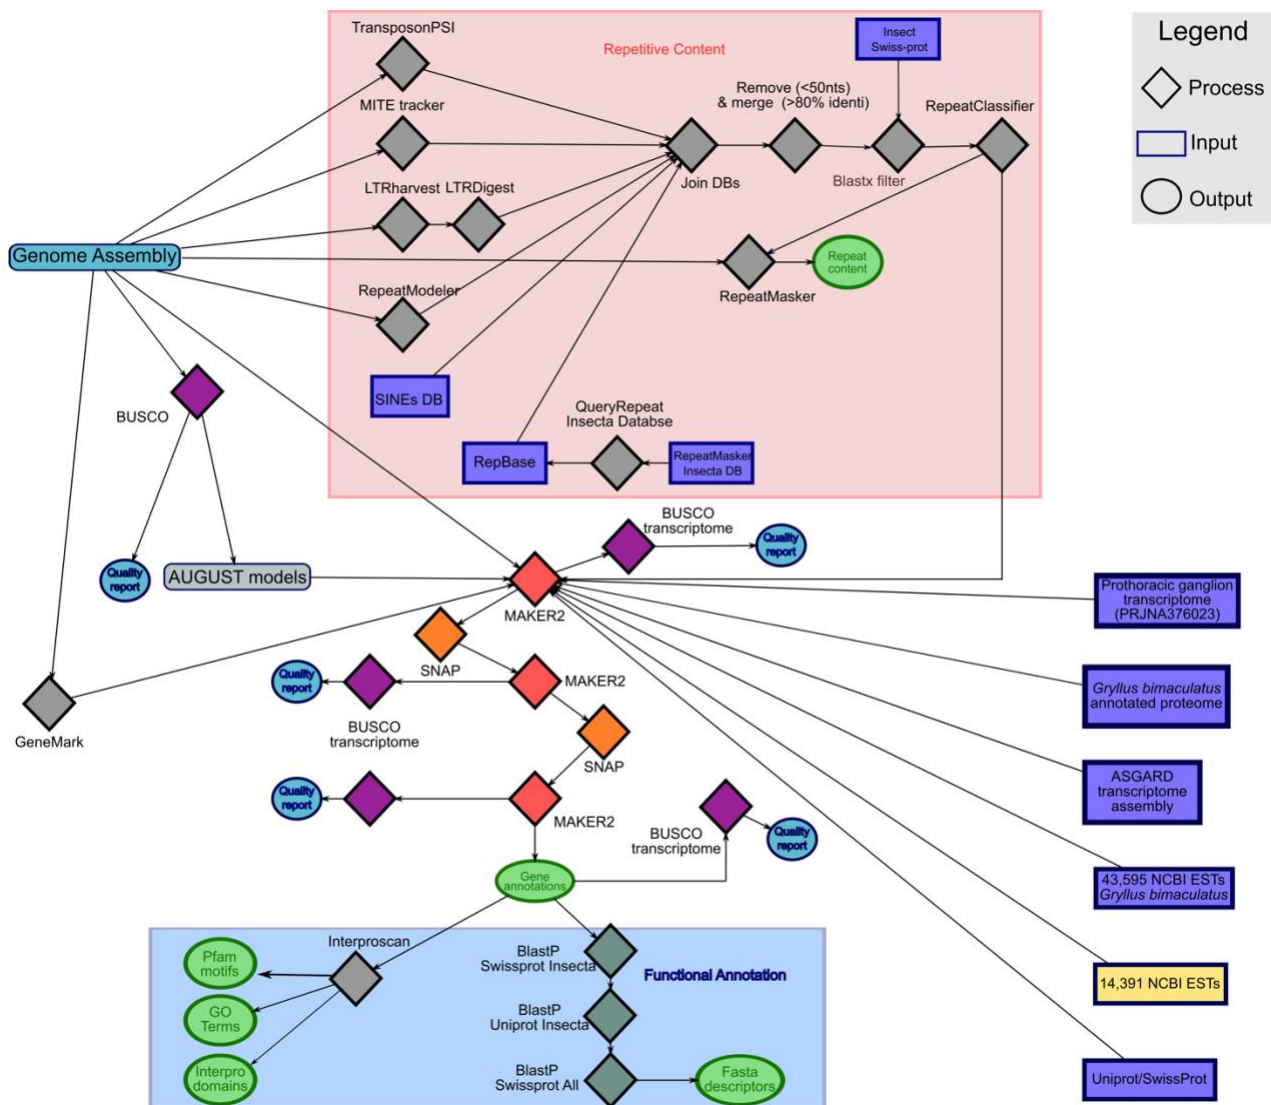 TransposonPSI
Repetitive Content
Insect
Swiss-prot
Legend
MITE tracker
Remove (<50nts)
& merge (>80% identi)
RepeatClassifier
Process
Input
Output
LTRharvest
LTRDigest
Join DBs
Blastx filter
Genome Assembly
Repeat
content
RepeatMasker
RepeatModeler
SINEs DB
QueryRepeat
Insecta Databse
BUSCO
RepBase
RepeatMasker
Insecta DB
BUSCO
transcriptome
Quality
report
Quality
report
AUGUST models
MAKER2
Prothoracic ganglion
transcriptome
(PRJNA376023)
SNAP
Quality
report
MAKER2
Gryllus bimaculatus
annotated proteome
GeneMark
BUSCO
transcriptome
SNAP
ASGARD
transcriptome
assembly
Quality
report
MAKER2
BUSCO
transcriptome
Quality
report
Gene
annotations
43,595 NCBI ESTs
Gryllus bimaculatus
Interproscan
Pfam
motifs
BlastP
Swissprot Insecta
Functional Annotation
14,391 NCBI ESTs
GO
Terms
BlastP
Uniprot Insecta
Interpro
domains
BlastP
Swissprot All
Fasta
descriptors
Uniprot/SwissProt